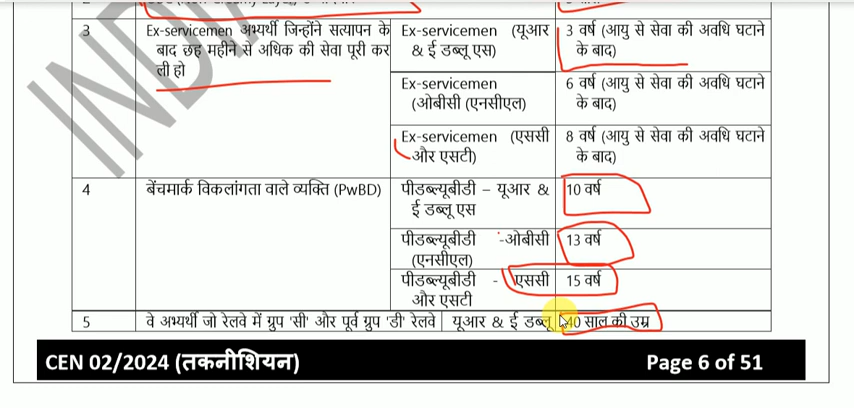 3
Ex-servicemen अभ्यर्थी जिन्होंने सत्यापन के
बाद छह महीने से अधिक की सेवा पूरी कर
ली हो
Ex-servicemen (यूआर
& ई डब्लू एस)
3 वर्ष (आयु से सेवा की अवधि घटाने
के बाद)
Ex-servicemen
(ओबीसी (एनसीएल)
6 वर्ष (आयु से सेवा की अवधि घटाने
के बाद)
Ex-servicemen (एससी
और एसटी)
8 वर्ष (आयु से सेवा की अवधि घटाने
के बाद)
4
बेंचमार्क विकलांगता वाले व्यक्ति (PwBD)
पीडब्ल्यूबीडी – यूआर &
ई डब्लू एस
10 वर्ष
पीडब्ल्यूबीडी -ओबीसी
(एनसीएल)
13 वर्ष
पीडब्ल्यूबीडी - एससी
और एसटी
15 वर्ष
5
वे अभ्यर्थी जो रेलवे में ग्रुप 'सी' और पूर्व ग्रुप 'डी' रेलवे
यूआर & ई डब्लू
40 साल की उम्र
CEN 02/2024 (तकनीशियन)
Page 6 of 51